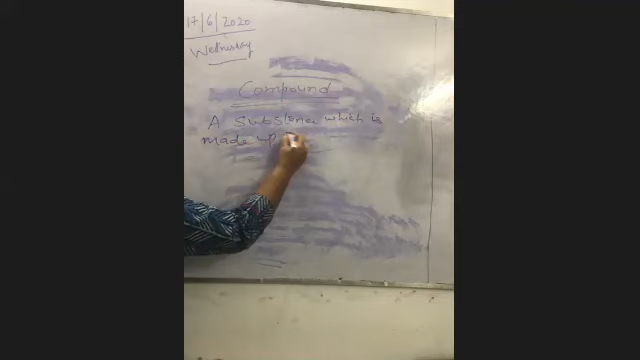 17/6/2020
Wednesday
Compound
A Substance which is
made up